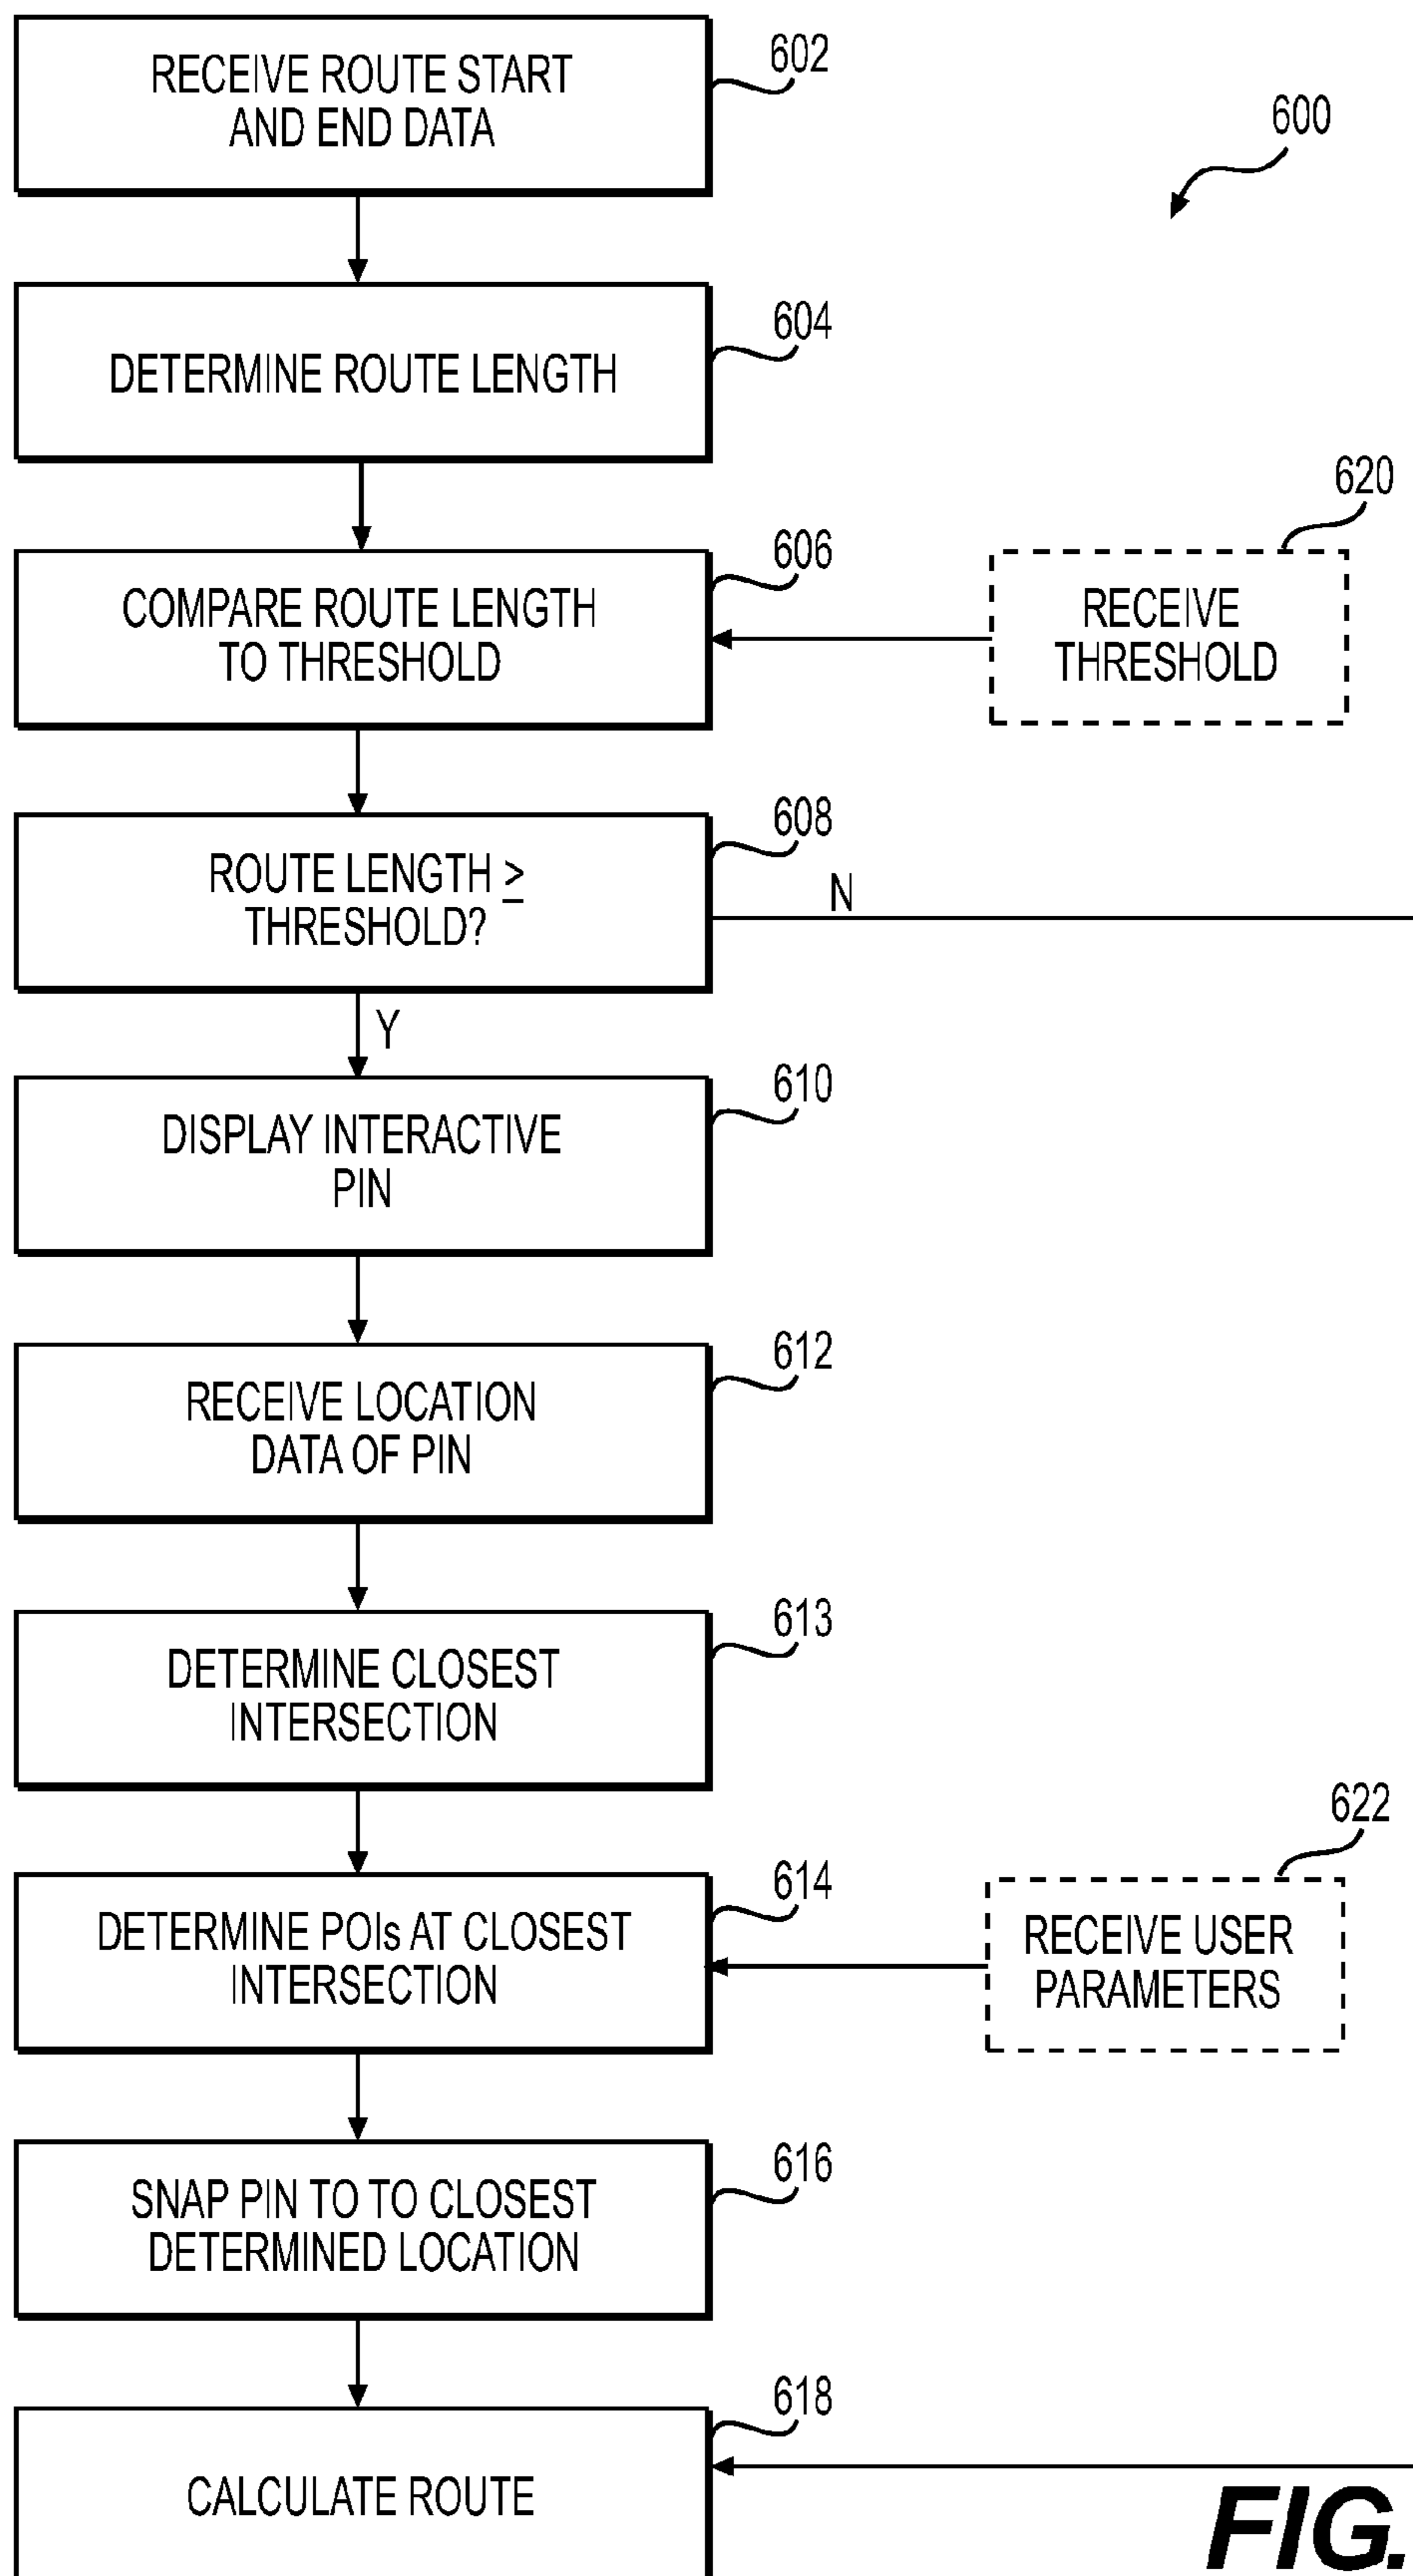 RECEIVE ROUTE START
AND END DATA
602
600
DETERMINE ROUTE LENGTH
604
COMPARE ROUTE LENGTH
TO THRESHOLD
606
RECEIVE
THRESHOLD
620
ROUTE LENGTH ≥
THRESHOLD?
608
N
Y
DISPLAY INTERACTIVE
PIN
610
RECEIVE LOCATION
DATA OF PIN
612
DETERMINE CLOSEST
INTERSECTION
613
DETERMINE POIs AT CLOSEST
INTERSECTION
614
RECEIVE USER
PARAMETERS
622
SNAP PIN TO TO CLOSEST
DETERMINED LOCATION
616
CALCULATE ROUTE
618
FIG.